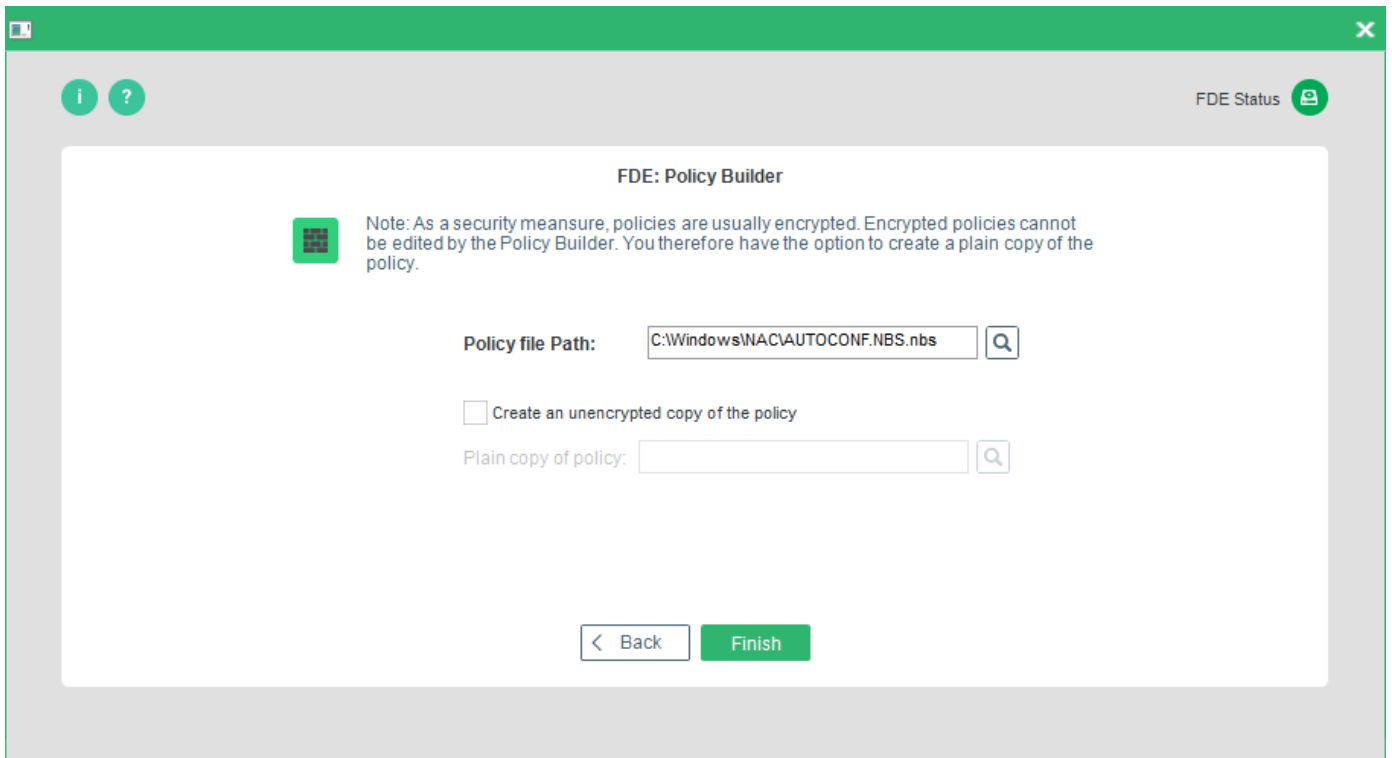 i ?
FDE Status
FDE: Policy Builder
Note: As a security meansure, policies are usually encrypted. Encrypted policies cannot
be edited by the Policy Builder. You therefore have the option to create a plain copy of the
policy.
Policy file Path: C:\Windows\NAC\AUTOCONF.NBS.nbs
Create an unencrypted copy of the policy
Plain copy of policy:
Back Finish